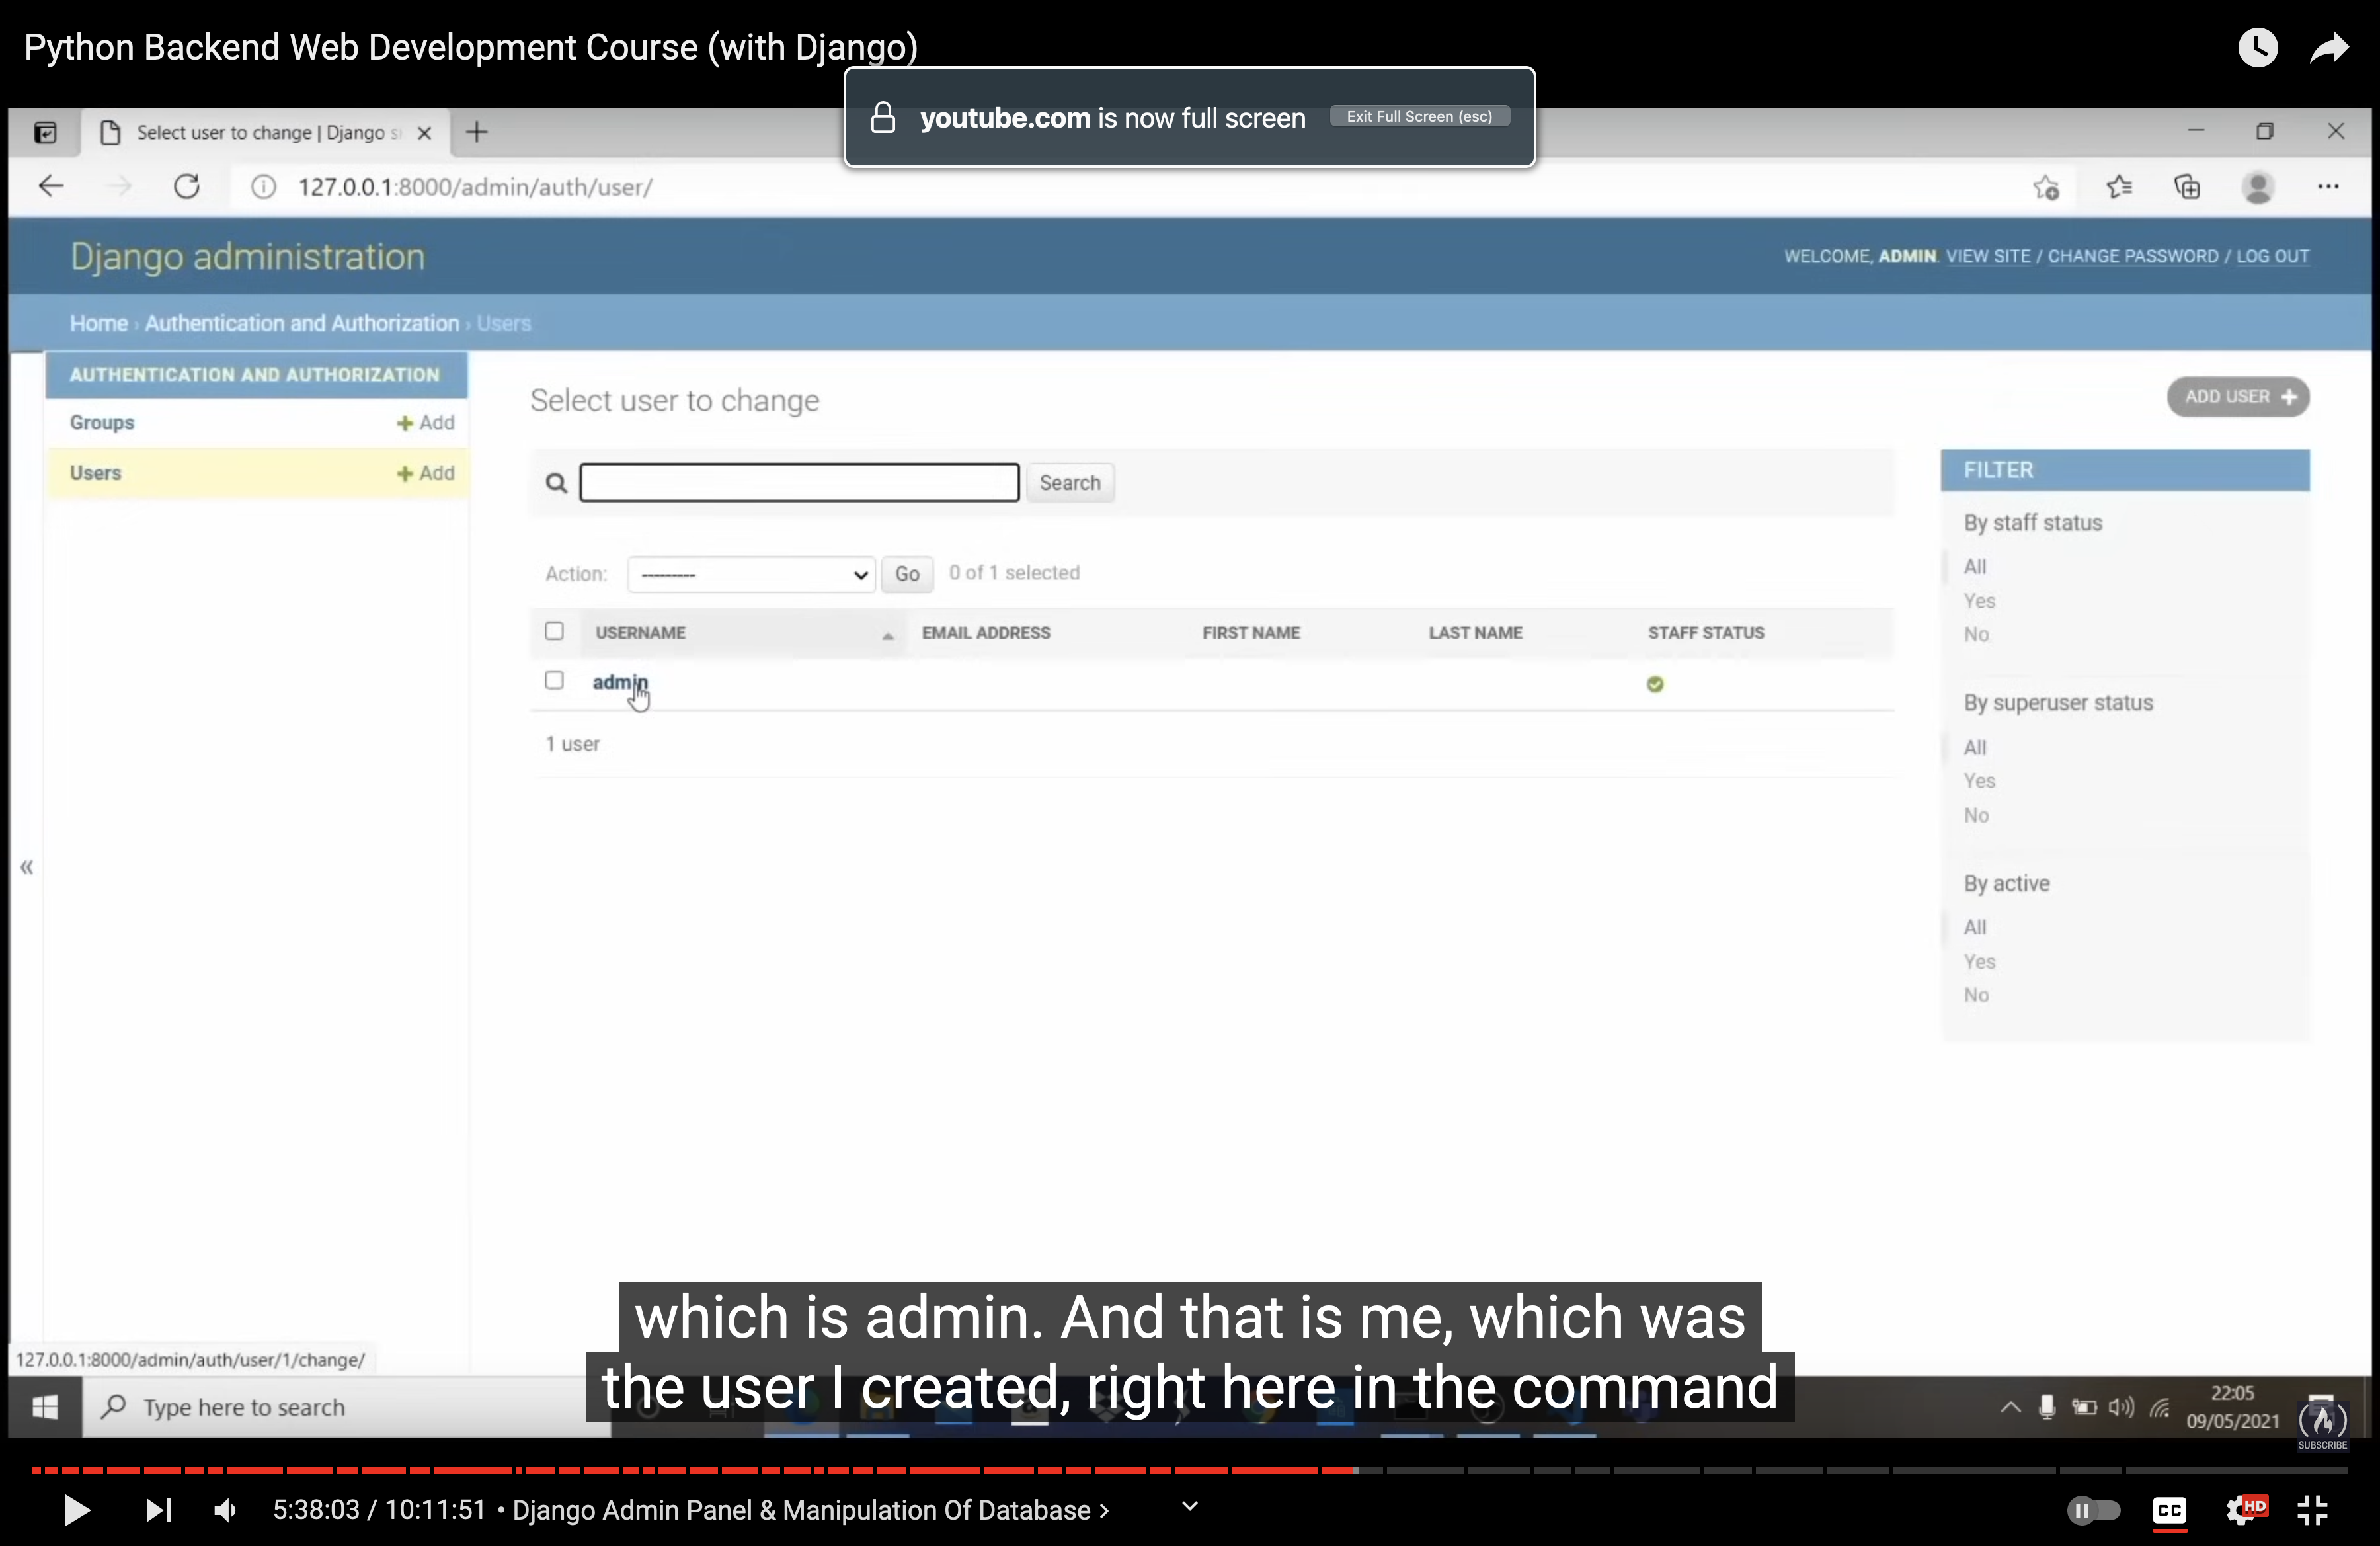 Python Backend Web Development Course (with Django)
youtube.com is now full screen Exit Full Screen (esc)
Select user to change | Django s
127.0.0.1:8000/admin/auth/user/
Django administration
WELCOME, ADMIN. VIEW SITE / CHANGE PASSWORD / LOG OUT
Home › Authentication and Authorization › Users
AUTHENTICATION AND AUTHORIZATION
Groups + Add
Users + Add
Select user to change
ADD USER +
Search
Action: --------- Go 0 of 1 selected
USERNAME EMAIL ADDRESS FIRST NAME LAST NAME STAFF STATUS
admin
1 user
FILTER
By staff status
All
Yes
No
By superuser status
All
Yes
No
By active
All
Yes
No
«
127.0.0.1:8000/admin/auth/user/1/change/
which is admin. And that is me, which was
the user I created, right here in the command
Type here to search
22:05
09/05/2021
SUBSCRIBE
5:38:03 / 10:11:51 • Django Admin Panel & Manipulation Of Database ›
CC
HD